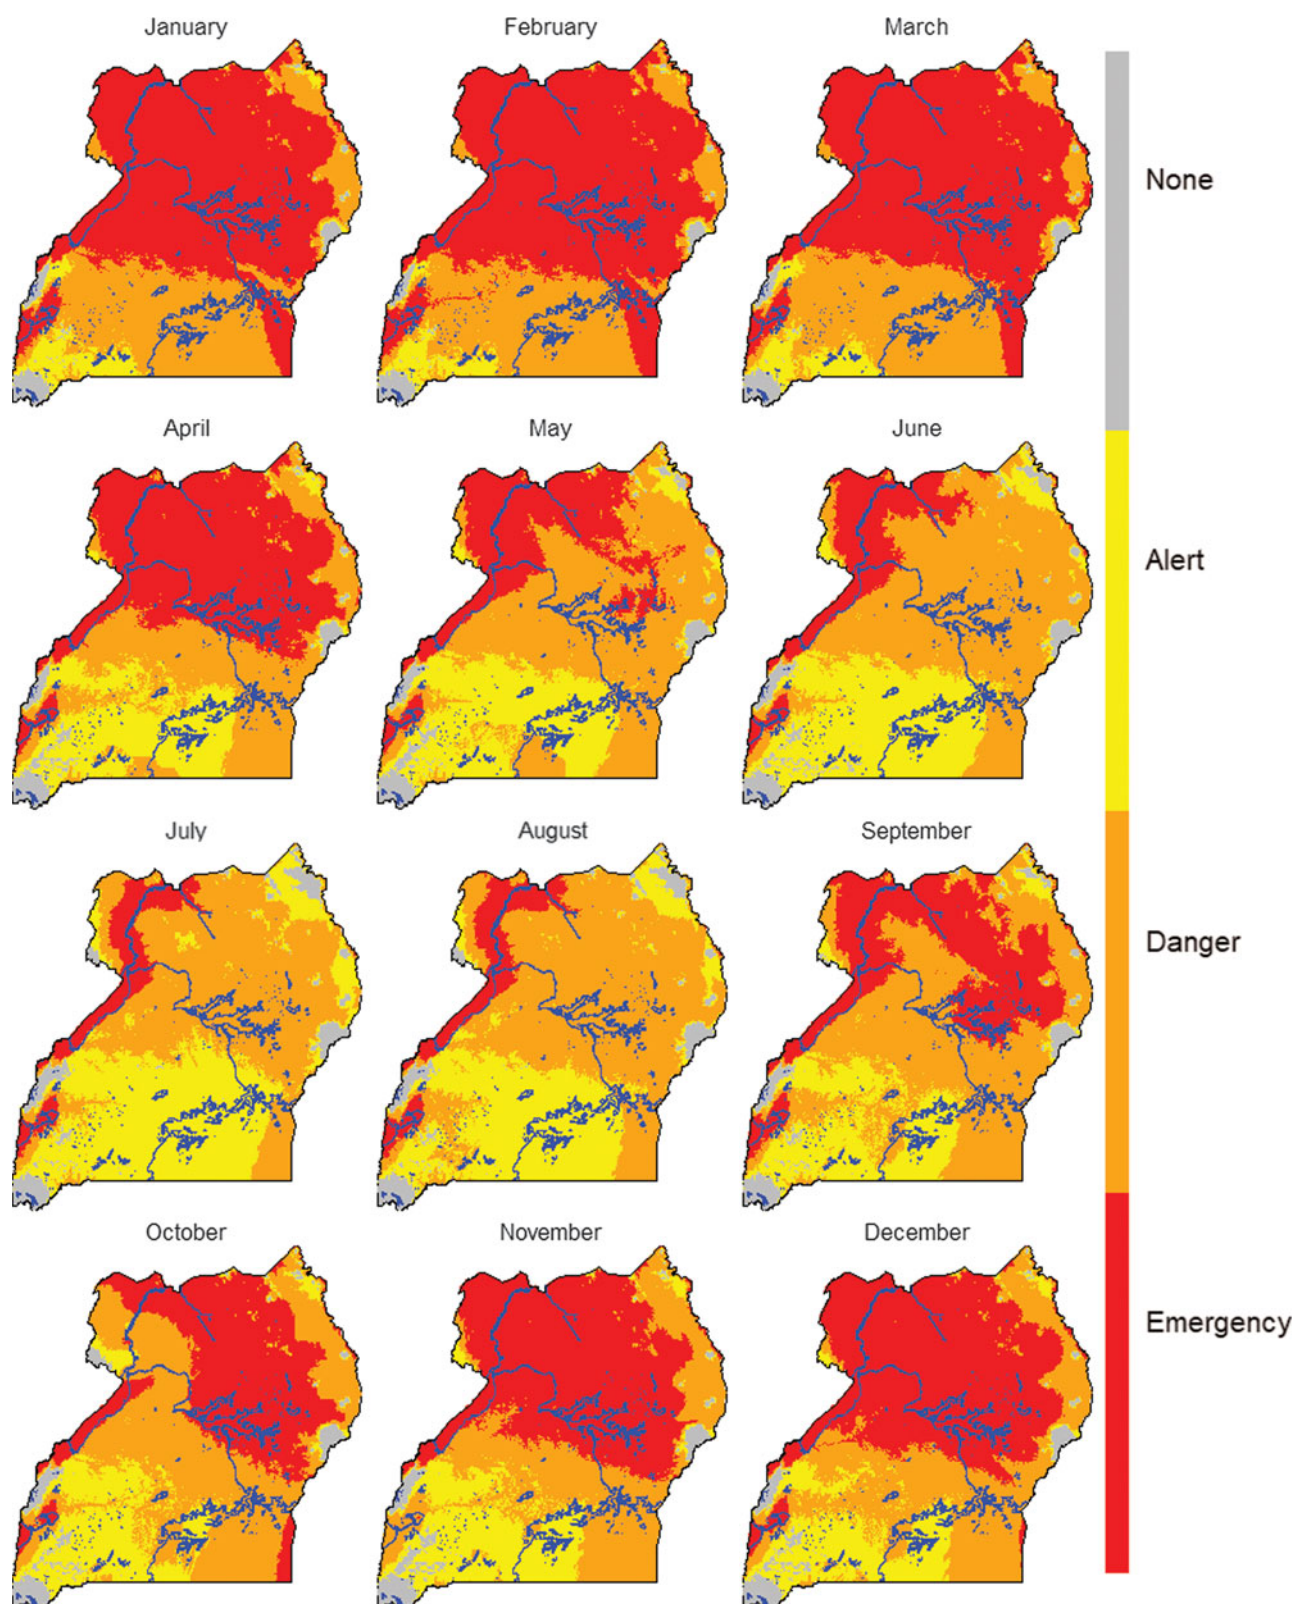 January
February
March
None
April
May
June
Alert
July
August
September
Danger
October
November
December
Emergency